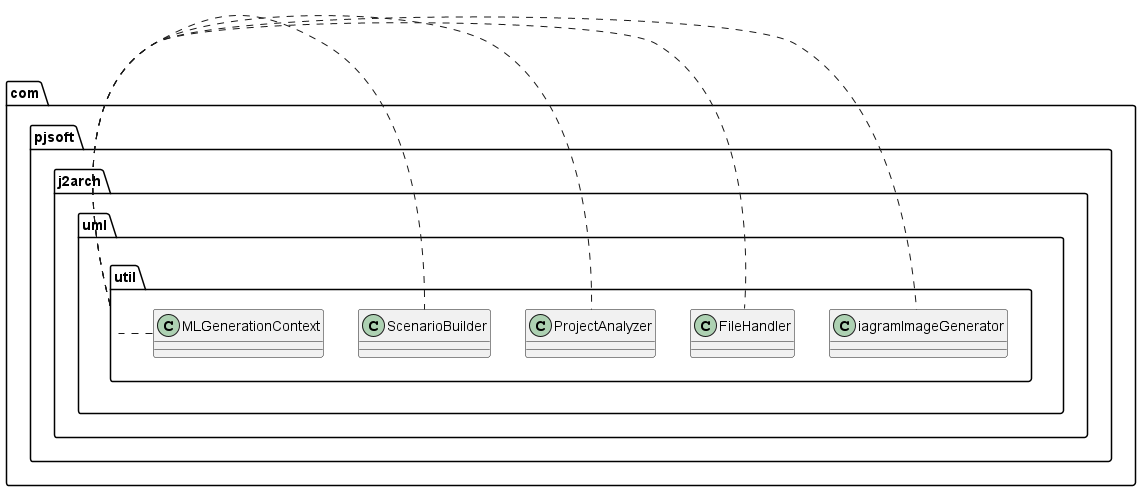 com
pjsoft
j2arch
uml
util
C MLGenerationContext
C ScenarioBuilder
C ProjectAnalyzer
C FileHandler
C iagramImageGenerator